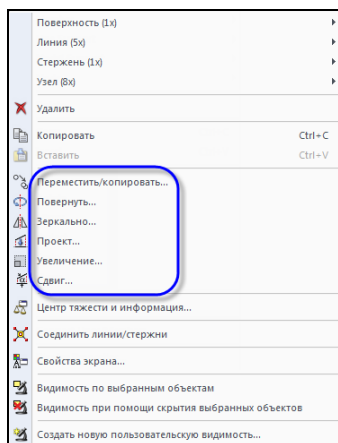 Поверхность (1x)
Линия (5x)
Стержень (1x)
Узел (8x)
Удалить
Копировать Ctrl+C
Вставить Ctrl+V
Переместить/копировать...
Повернуть...
Зеркально...
Проект...
Увеличение...
Сдвиг...
Центр тяжести и информация...
Соединить линии/стержни
Свойства экрана...
Видимость по выбранным объектам
Видимость при помощи скрытия выбранных объектов
Создать новую пользовательскую видимость...